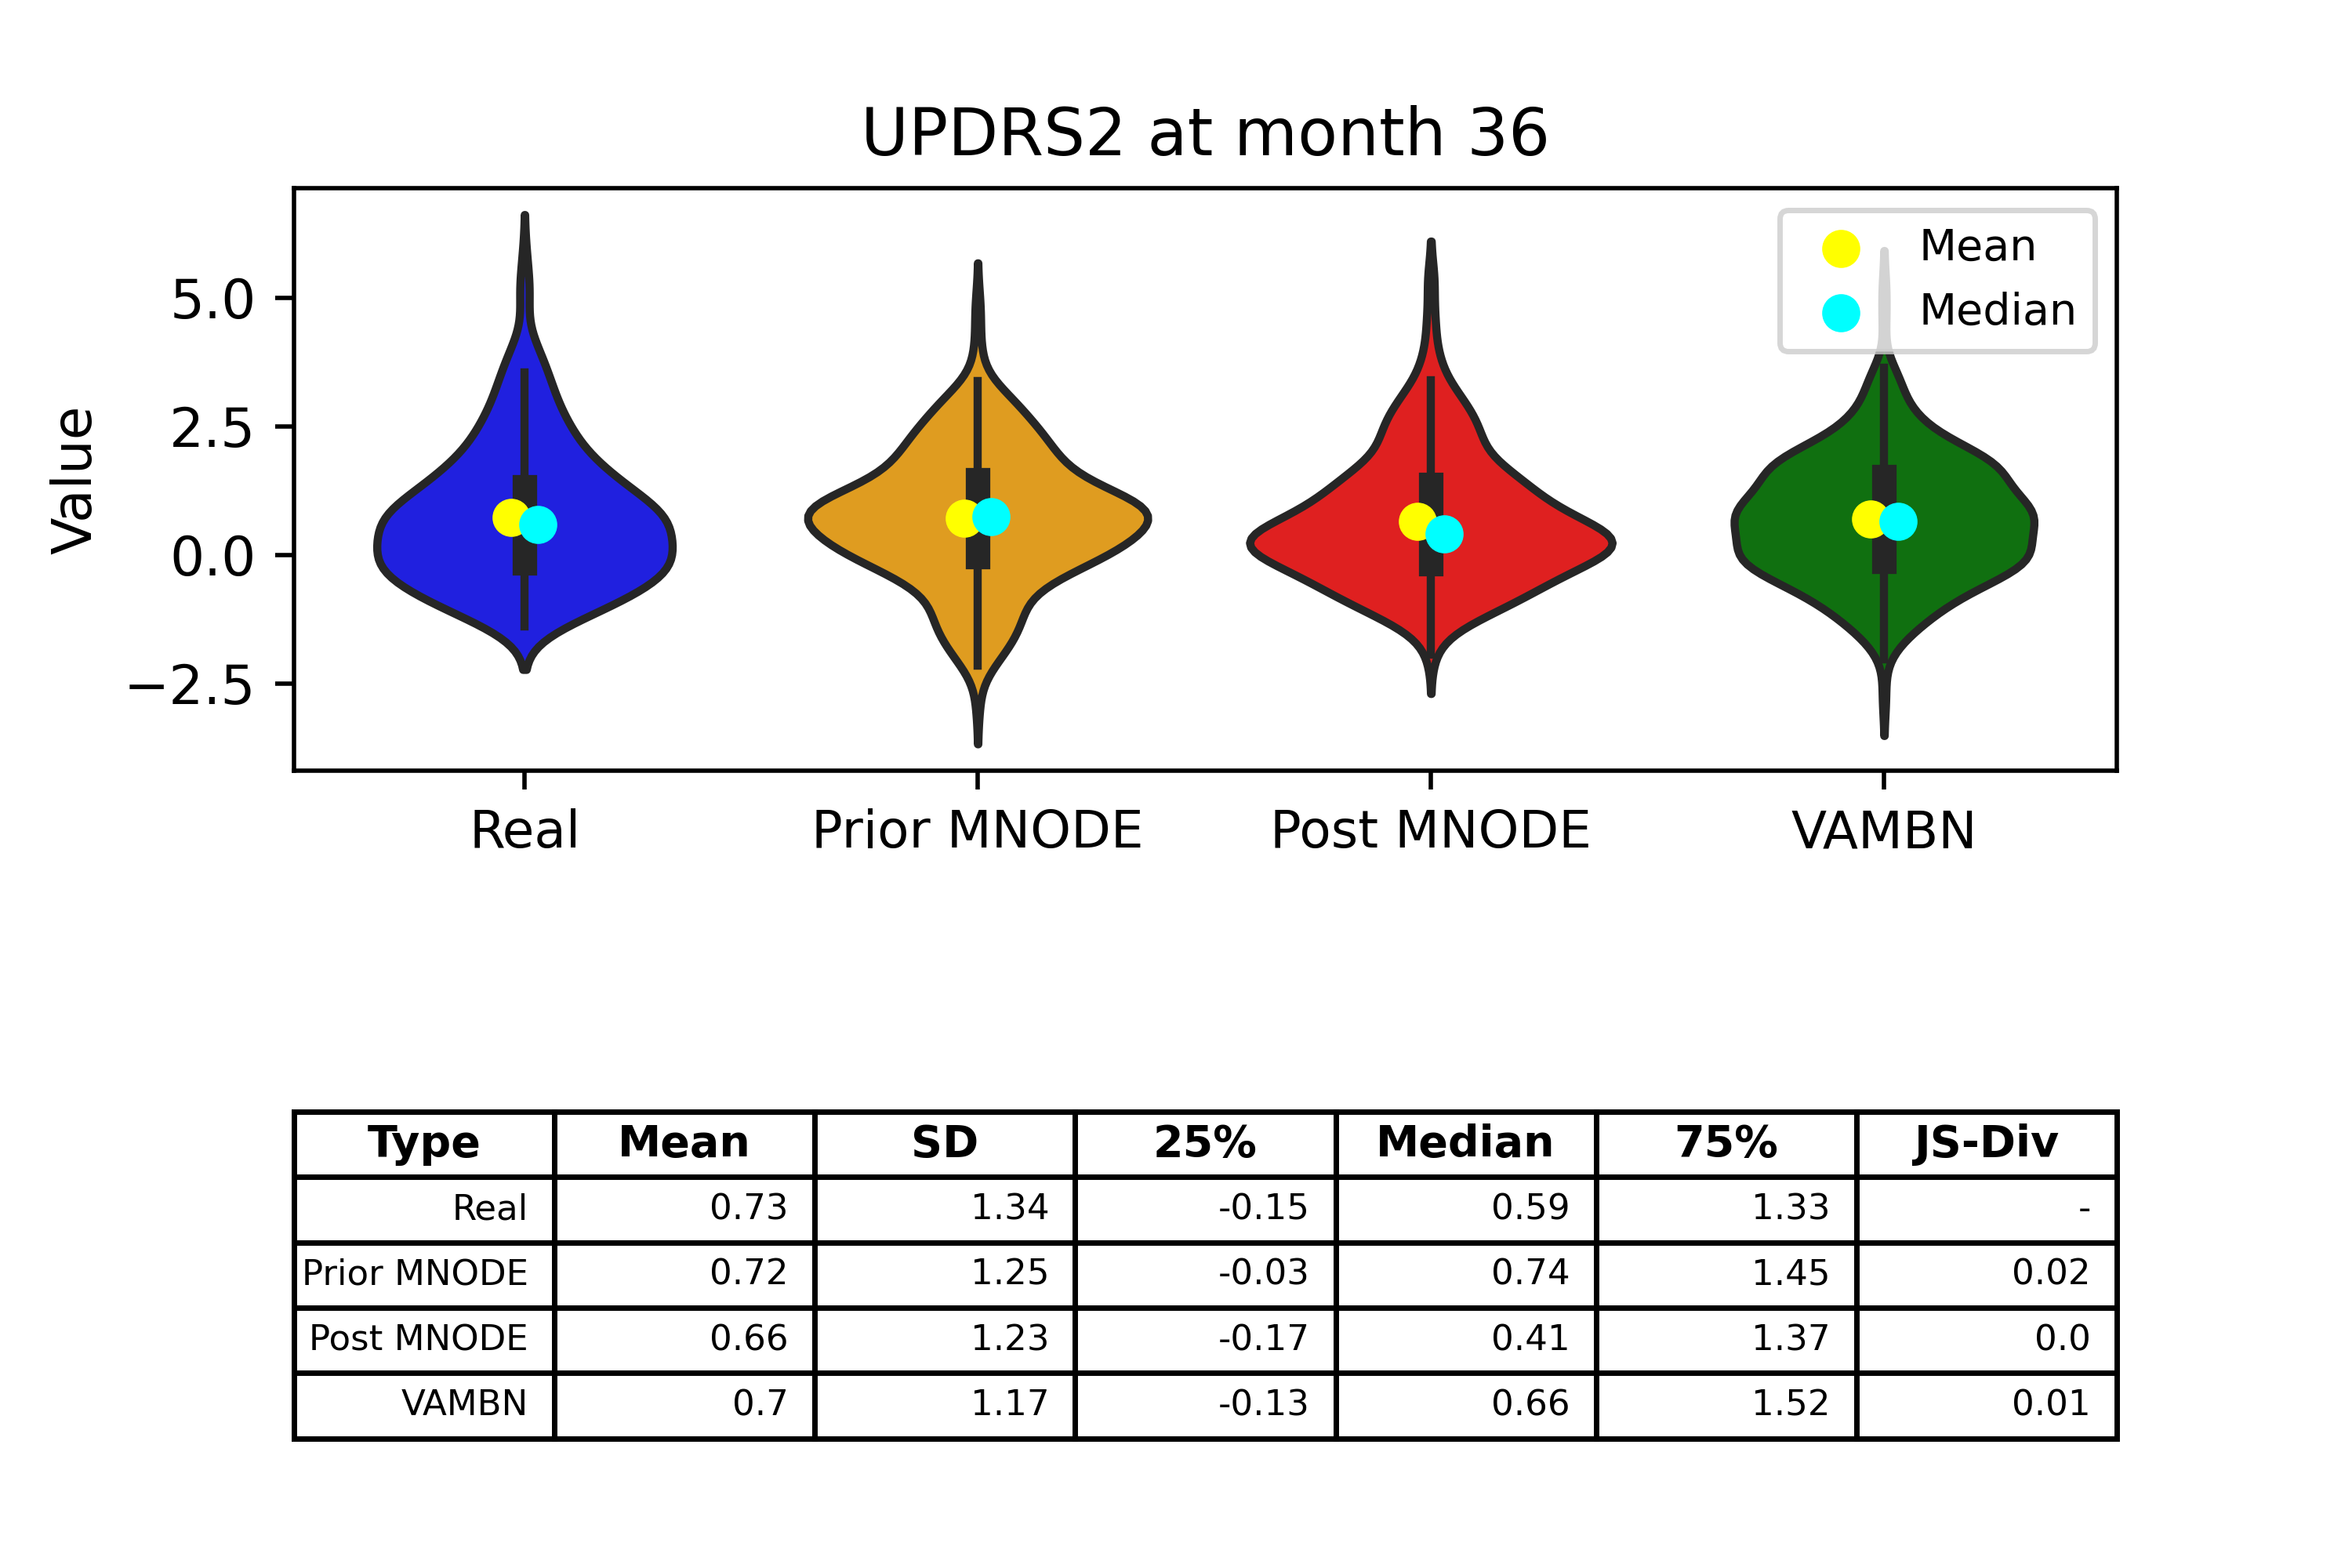 UPDRS2 at month 36
Mean
Median
Value
5.0
2.5
0.0
−2.5
Real Prior MNODE Post MNODE VAMBN
Type Mean SD 25% Median 75% JS-Div
Real 0.73 1.34 -0.15 0.59 1.33 -
Prior MNODE 0.72 1.25 -0.03 0.74 1.45 0.02
Post MNODE 0.66 1.23 -0.17 0.41 1.37 0.0
VAMBN 0.7 1.17 -0.13 0.66 1.52 0.01